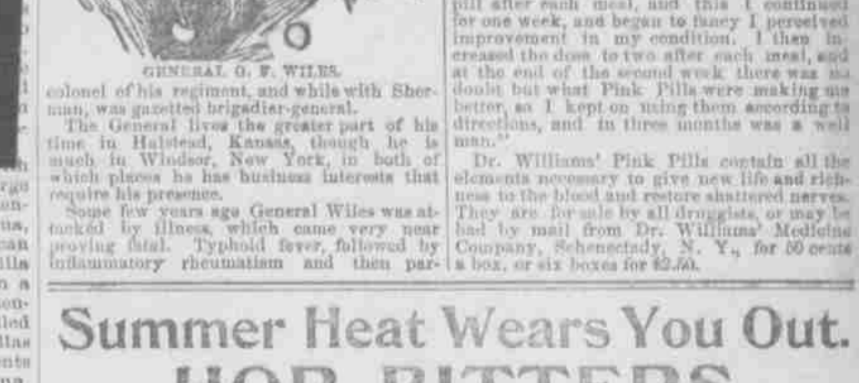 GENERAL O. F. WILES.
colonel of his regiment, and while with Sher-
man, was gazetted brigadier-general.
The General lives the greater part of his
time in Halstead, Kansas, though he is
much in Windsor, New York, in both of
which places he has business interests that
require his presence.
Some few years ago General Wiles was at-
tacked by illness, which came very near
proving fatal. Typhoid fever, followed by
inflammatory rheumatism and then par-
pill after each meal, and this I continued
for one week, and began to fancy I perceived
improvement in my condition. I then in-
creased the dose to two after each meal, and
at the end of the second week there was no
doubt but what Pink Pills were making me
better, so I kept on using them according to
directions, and in three months was a well
man."
Dr. Williams' Pink Pills contain all the
elements necessary to give new life and rich-
ness to the blood and restore shattered nerves.
They are for sale by all druggists, or may be
had by mail from Dr. Williams' Medicine
Company, Schenectady, N. Y., for 50 cents
a box, or six boxes for $2.50.
Summer Heat Wears You Out.
HOP BITTERS